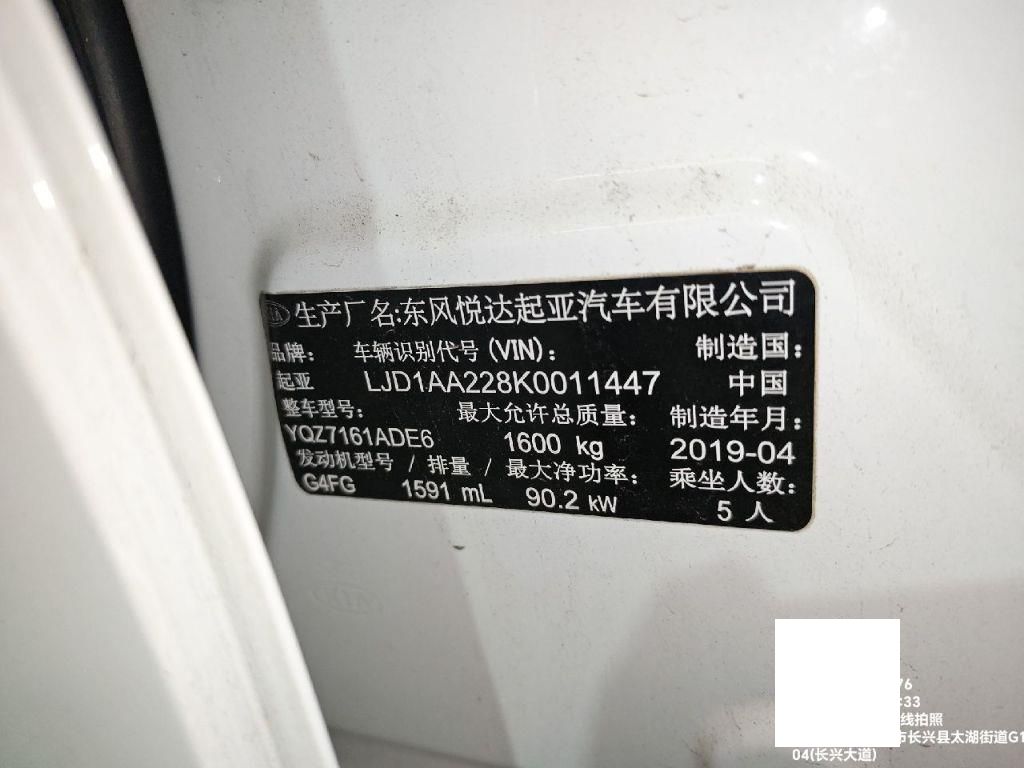 KIA 生产厂名:东风悦达起亚汽车有限公司
品牌: 车辆识别代号(VIN): 制造国:
起亚 LJD1AA228K0011447 中国
整车型号: 最大允许总质量: 制造年月:
YQZ7161ADE6 1600 kg 2019-04
发动机型号 / 排量 / 最大净功率: 乘坐人数:
G4FG 1591 mL 90.2 kW 5 人
KIA
76
:33
线拍照
市长兴县太湖街道G1
04(长兴大道)